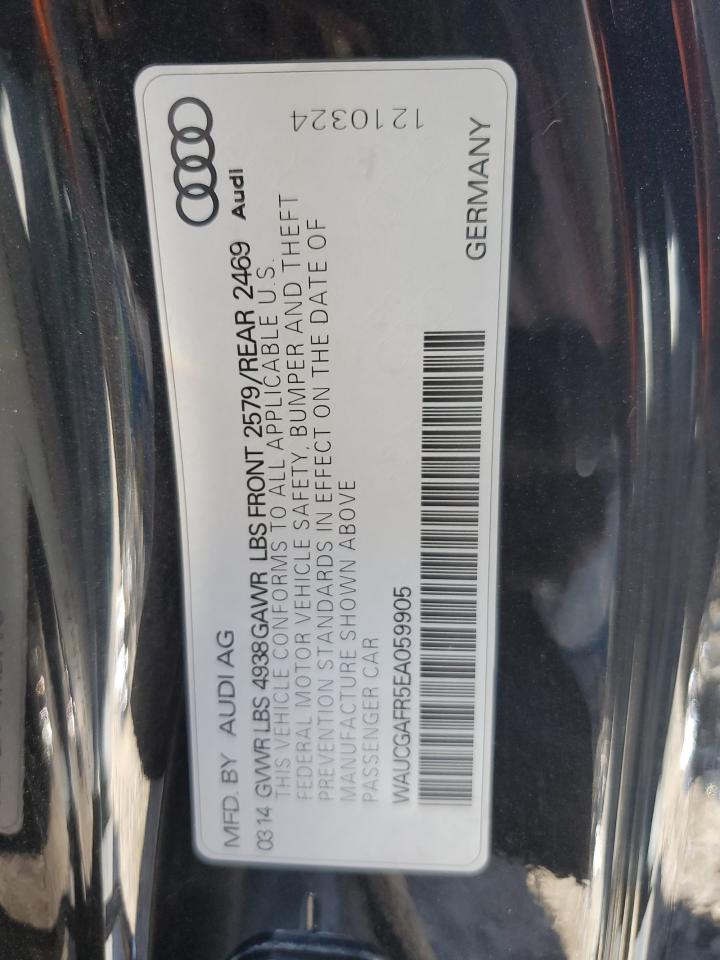 MFD. BY AUDI AG
Audi
03 14 GVWR LBS 4938 GAWR LBS FRONT 2579/REAR 2469
THIS VEHICLE CONFORMS TO ALL APPLICABLE U.S.
FEDERAL MOTOR VEHICLE SAFETY, BUMPER AND THEFT
PREVENTION STANDARDS IN EFFECT ON THE DATE OF
MANUFACTURE SHOWN ABOVE
PASSENGER CAR
WAUCGAFR5EA059905
GERMANY
1210324